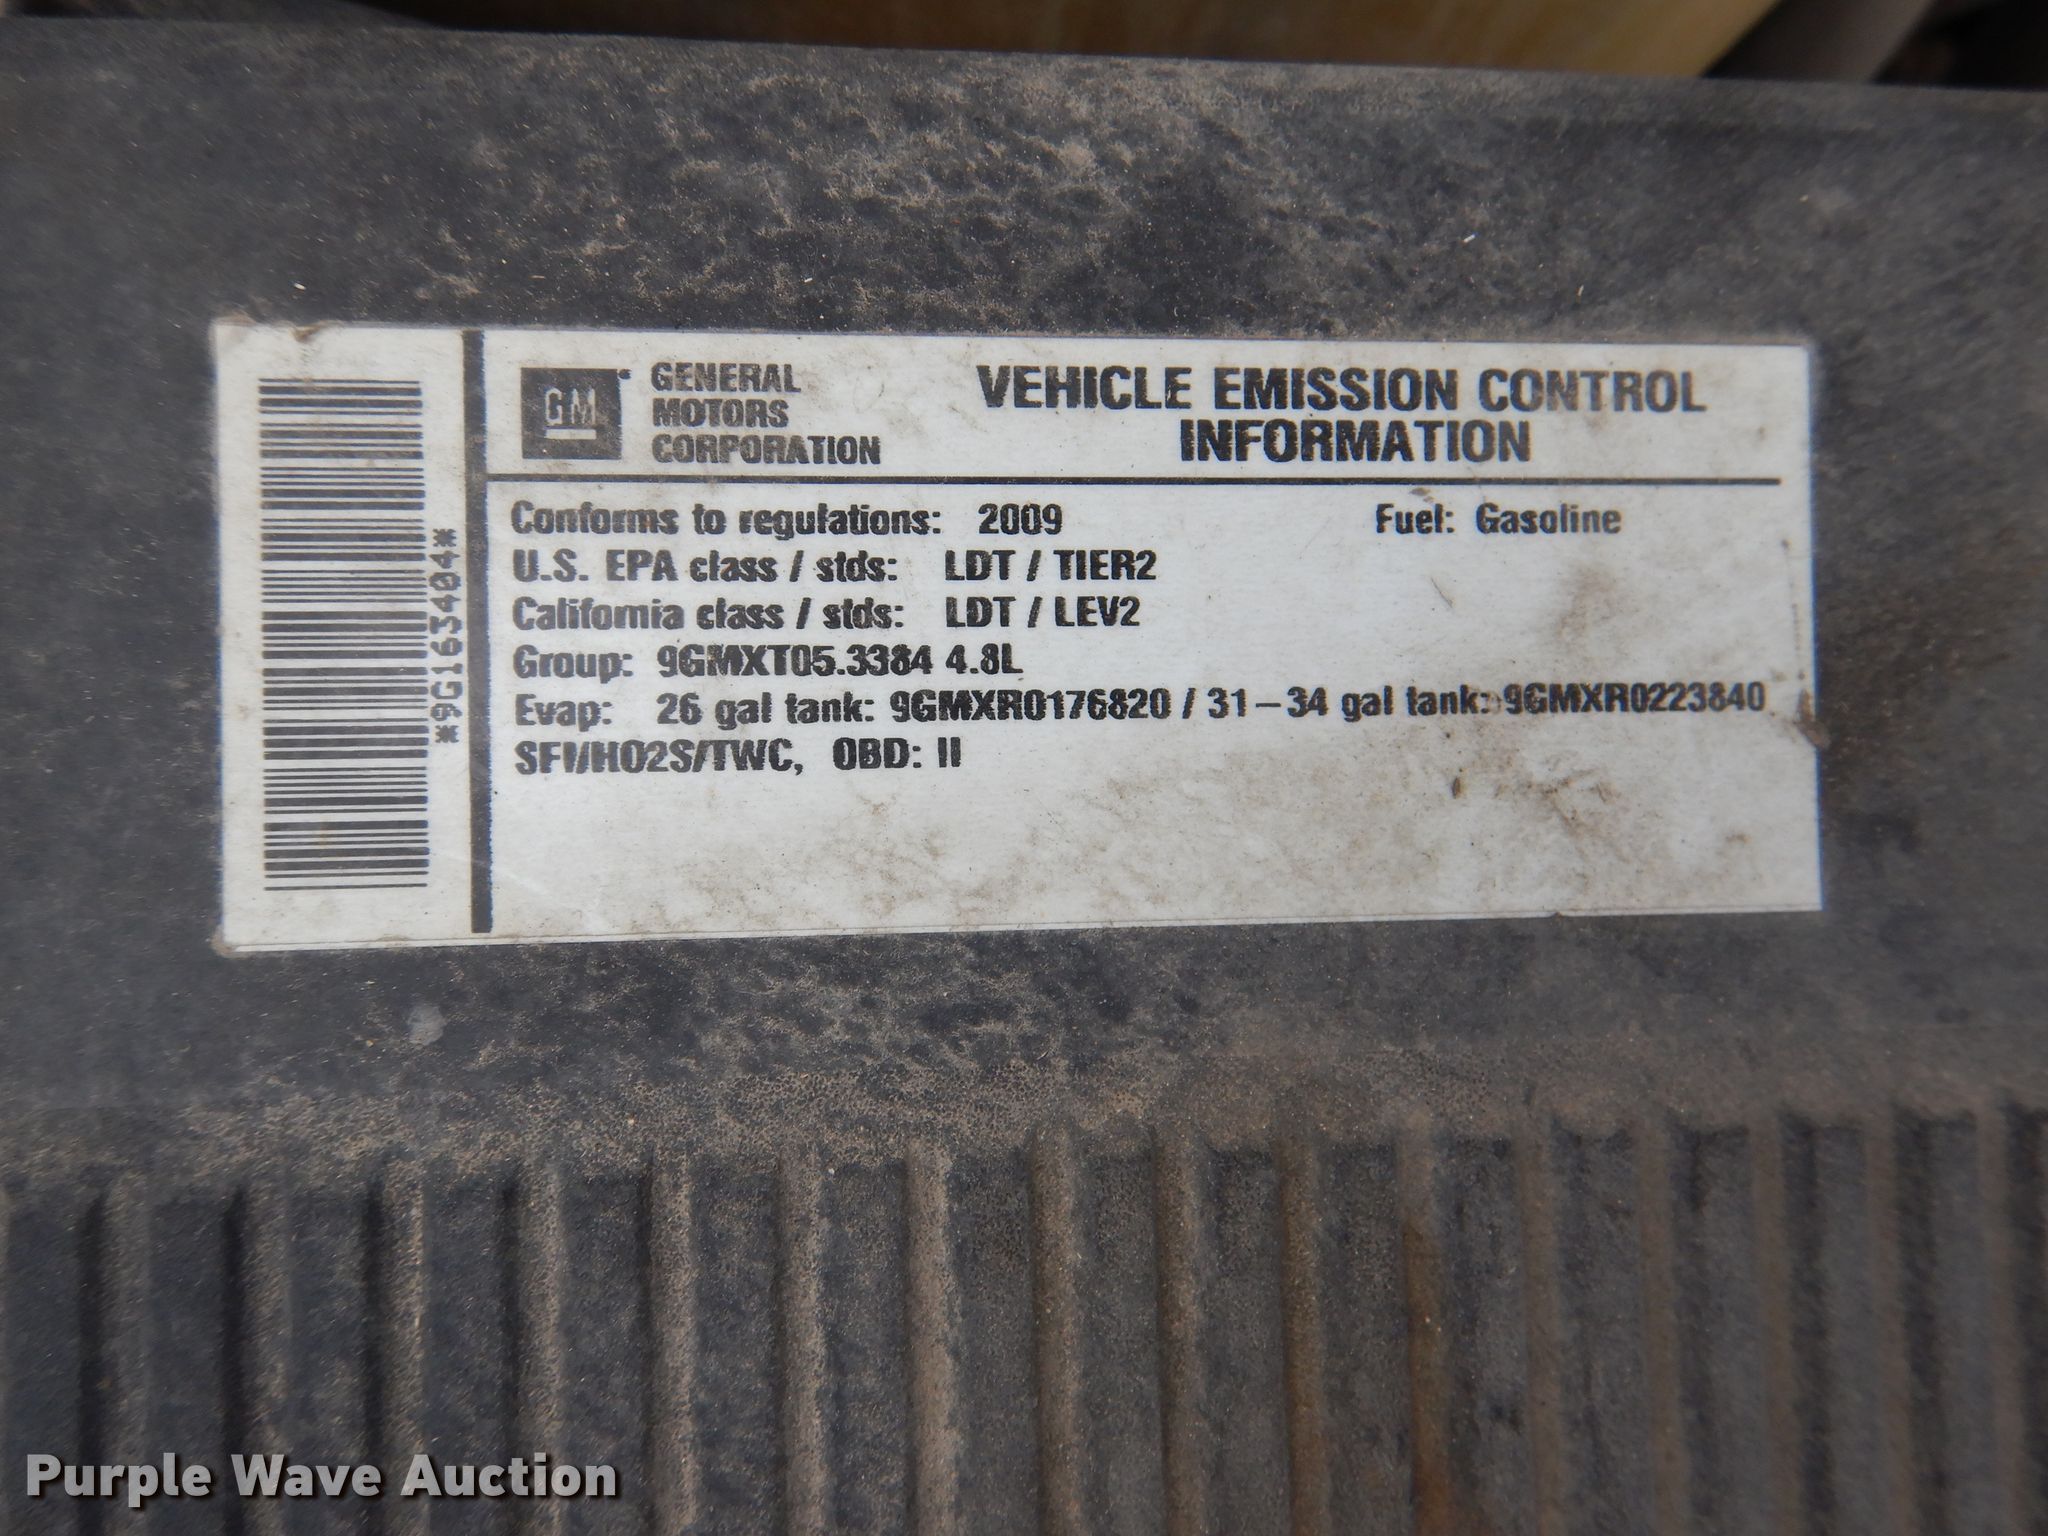 *9G163404*
GM
GENERAL
MOTORS
CORPORATION
VEHICLE EMISSION CONTROL
INFORMATION
Conforms to regulations: 2009 Fuel: Gasoline
U.S. EPA class / stds: LDT / TIER2
California class / stds: LDT / LEV2
Group: 9GMXT05.3384 4.8L
Evap: 26 gal tank: 9GMXR0176820 / 31-34 gal tank: 9GMXR0223840
SFI/HO2S/TWC, OBD: II
Purple Wave Auction